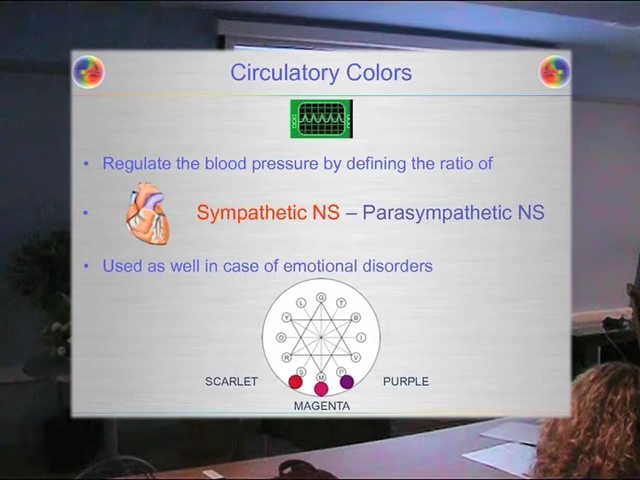 Circulatory Colors
• Regulate the blood pressure by defining the ratio of
• Sympathetic NS – Parasympathetic NS
• Used as well in case of emotional disorders
G
L T
Y B
O I
R V
S M P
SCARLET PURPLE
MAGENTA